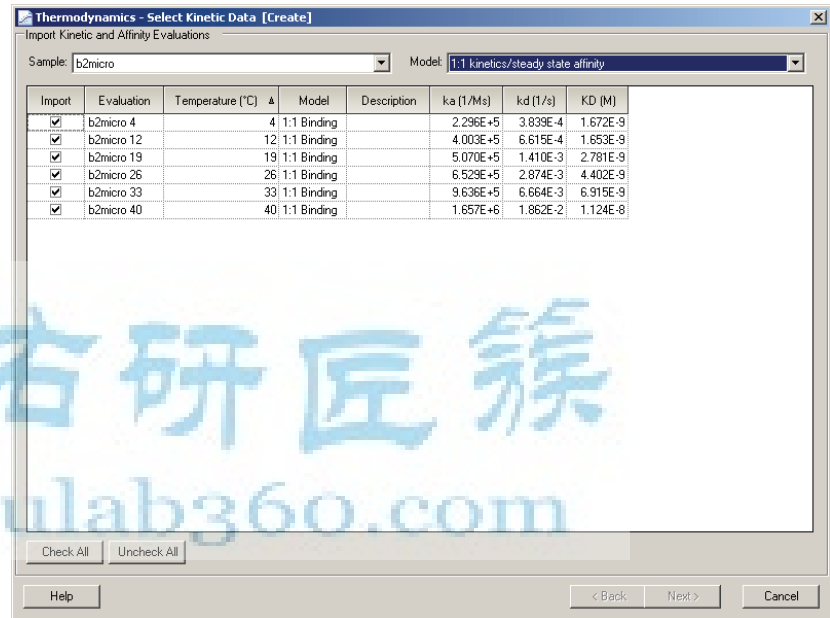 Thermodynamics - Select Kinetic Data [Create]
Import Kinetic and Affinity Evaluations
Sample: b2micro Model: 1:1 kinetics/steady state affinity
Import Evaluation Temperature (°C) Model Description ka (1/Ms) kd (1/s) KD (M)
b2micro 4 4 1:1 Binding 2.296E+5 3.839E-4 1.672E-9
b2micro 12 12 1:1 Binding 4.003E+5 6.615E-4 1.653E-9
b2micro 19 19 1:1 Binding 5.070E+5 1.410E-3 2.781E-9
b2micro 26 26 1:1 Binding 6.529E+5 2.874E-3 4.402E-9
b2micro 33 33 1:1 Binding 9.636E+5 6.664E-3 6.915E-9
b2micro 40 40 1:1 Binding 1.657E+6 1.862E-2 1.124E-8
研匠簇
ulab360.com
Check All Uncheck All
Help < Back Next > Cancel